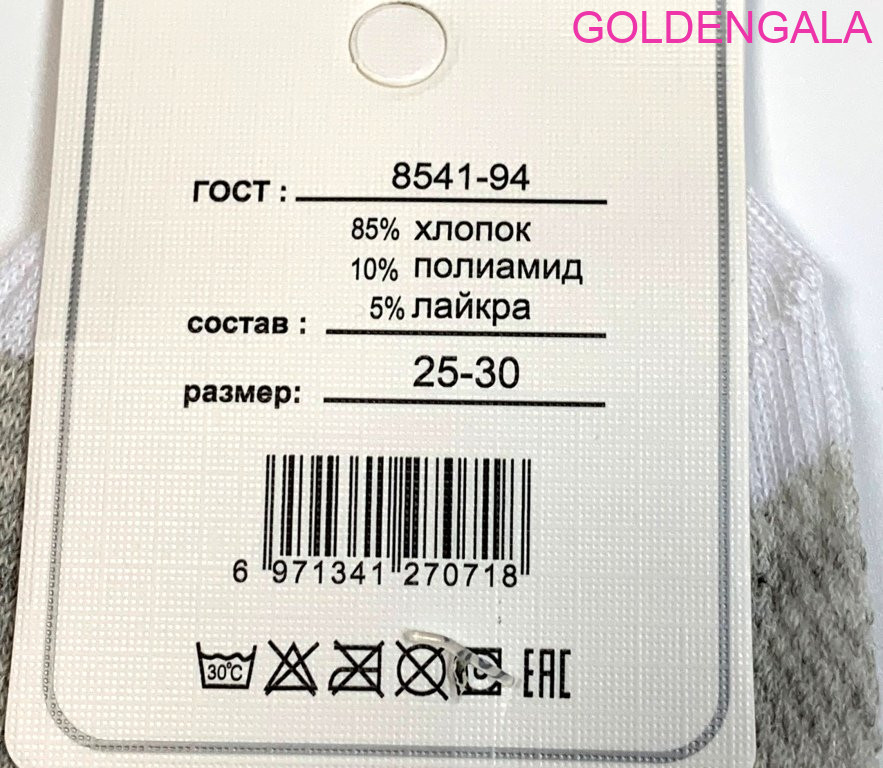 GOLDENGALA
ГОСТ : 8541-94
85% хлопок
10% полиамид
состав : 5% лайкра
размер: 25-30
6 971341 270718
30°C
EAC